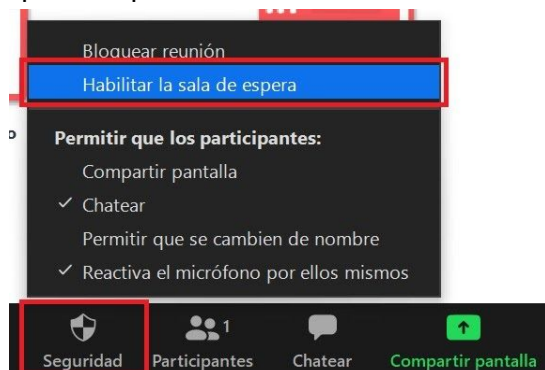 Bloquear reunión
Habilitar la sala de espera
Permitir que los participantes:
Compartir pantalla
✓ Chatear
Permitir que se cambien de nombre
✓ Reactiva el micrófono por ellos mismos
1
Seguridad Participantes Chatear Compartir pantalla